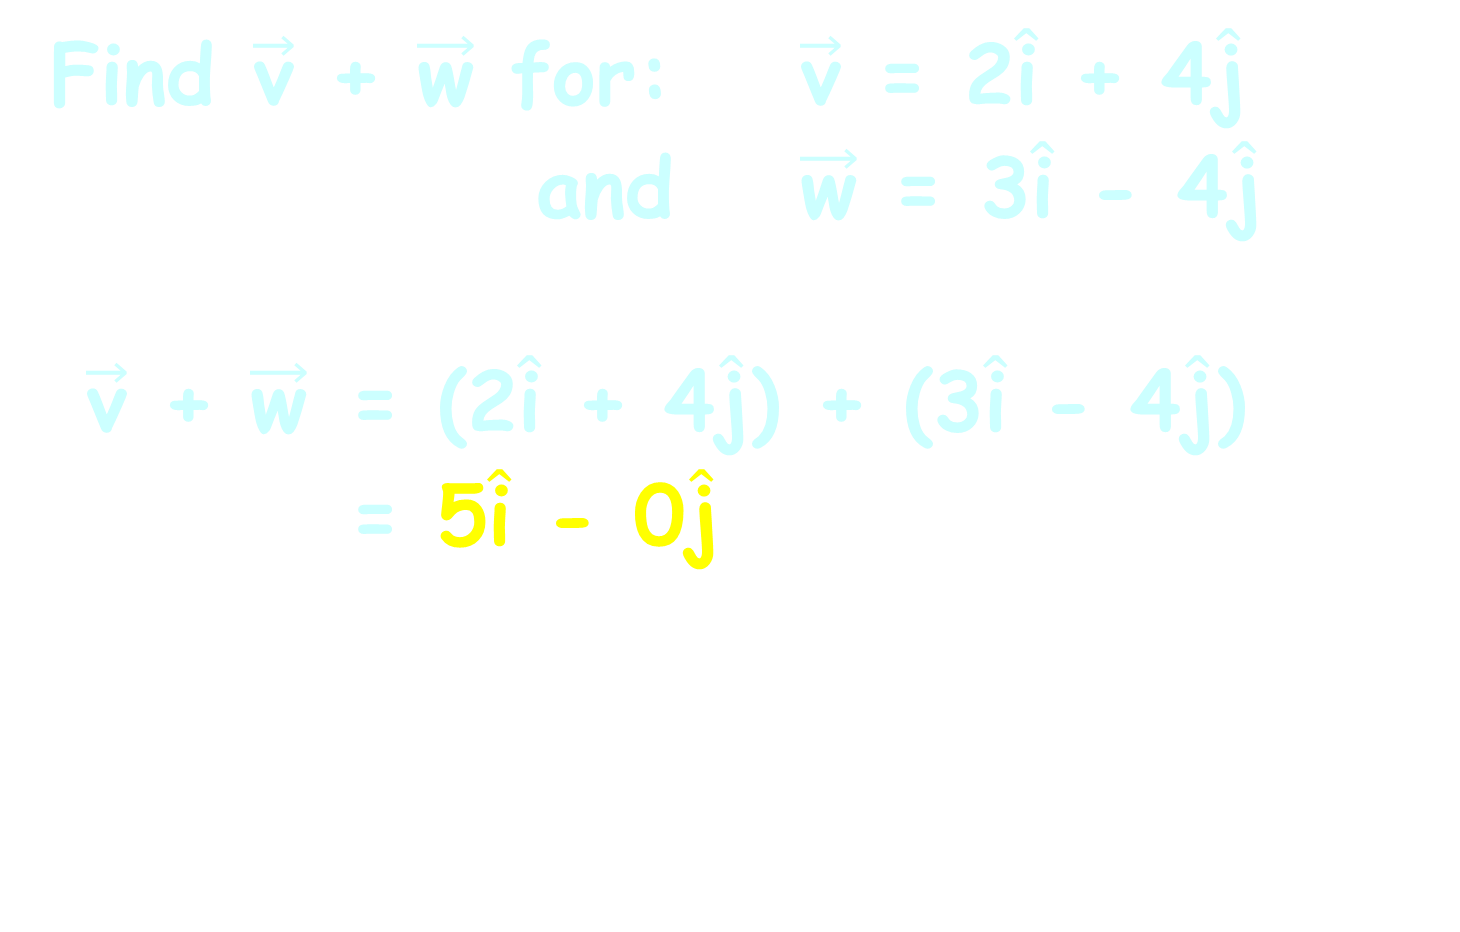 Find v⃗ + w⃗ for: v⃗ = 2î + 4ĵ
and w⃗ = 3î - 4ĵ
v⃗ + w⃗ = (2î + 4ĵ) + (3î - 4ĵ)
= 5î - 0ĵ